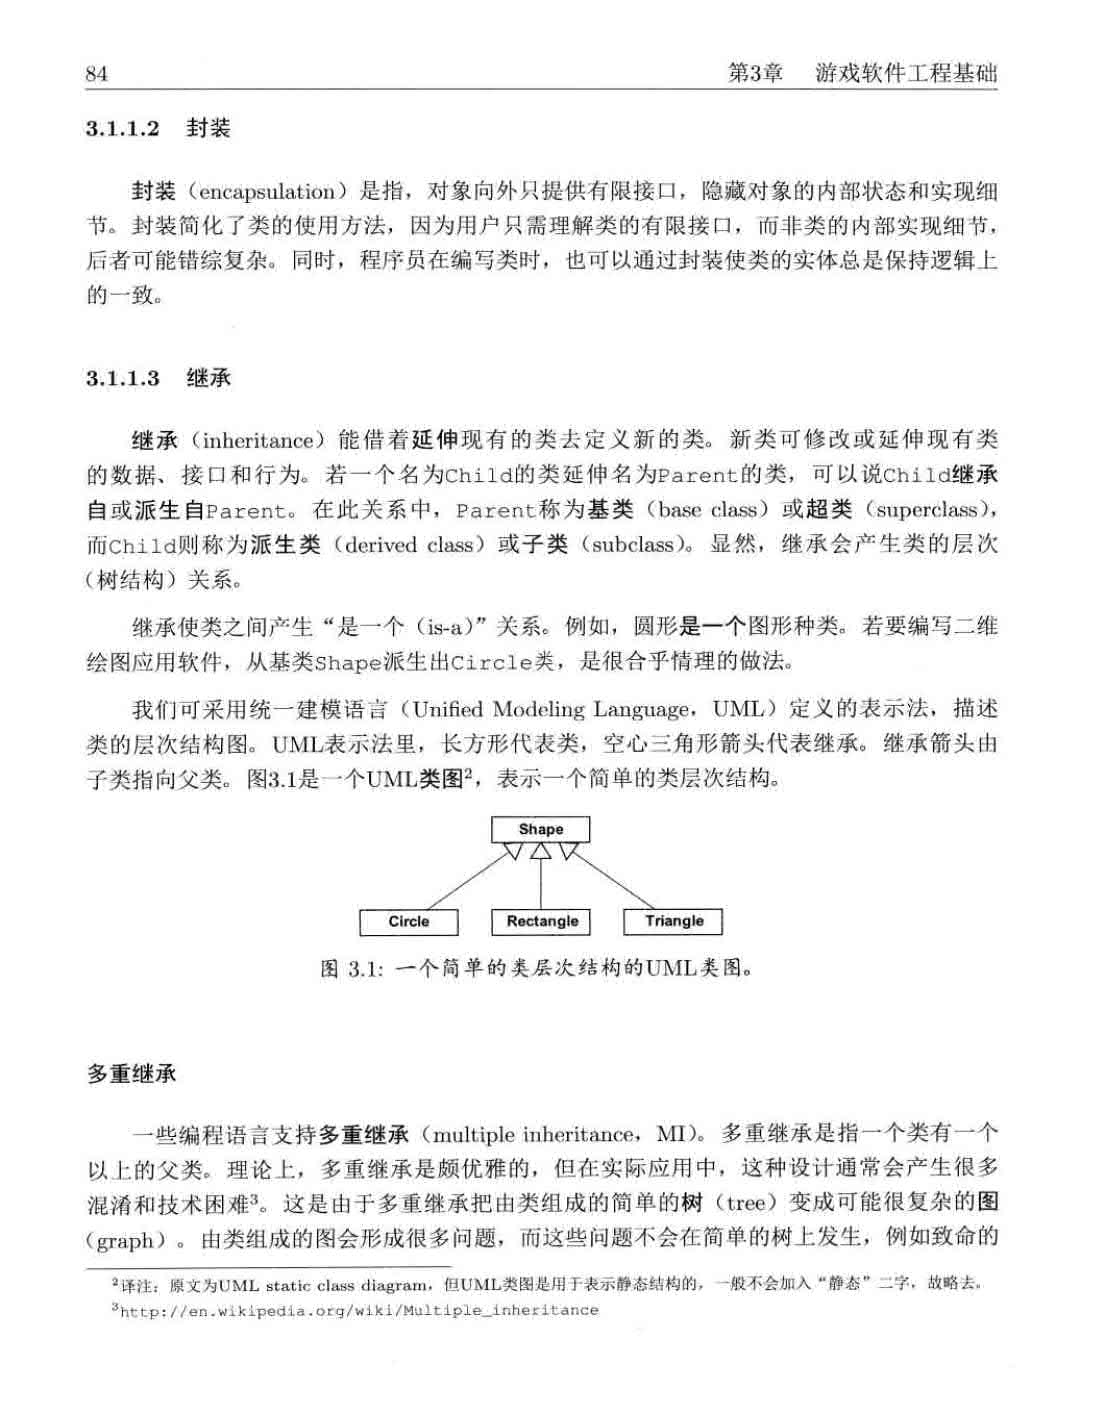 84 第3章 游戏软件工程基础
3.1.1.2 封装
封装（encapsulation）是指，对象向外只提供有限接口，隐藏对象的内部状态和实现细
节。封装简化了类的使用方法，因为用户只需理解类的有限接口，而非类的内部实现细节，
后者可能错综复杂。同时，程序员在编写类时，也可以通过封装使类的实体总是保持逻辑上
的一致。
3.1.1.3 继承
继承（inheritance）能借着延伸现有的类去定义新的类。新类可修改或延伸现有类
的数据、接口和行为。若一个名为Child的类延伸名为Parent的类，可以说Child继承
自或派生自Parent。在此关系中，Parent称为基类（base class）或超类（superclass），
而Child则称为派生类（derived class）或子类（subclass）。显然，继承会产生类的层次
（树结构）关系。
继承使类之间产生“是一个（is-a）”关系。例如，圆形是一个图形种类。若要编写二维
绘图应用软件，从基类Shape派生出Circle类，是很合乎情理的做法。
我们可采用统一建模语言（Unified Modeling Language，UML）定义的表示法，描述
类的层次结构图。UML表示法里，长方形代表类，空心三角形箭头代表继承。继承箭头由
子类指向父类。图3.1是一个UML类图2，表示一个简单的类层次结构。
Shape
Circle Rectangle Triangle
图 3.1: 一个简单的类层次结构的UML类图。
多重继承
一些编程语言支持多重继承（multiple inheritance，MI）。多重继承是指一个类有一个
以上的父类。理论上，多重继承是颇优雅的，但在实际应用中，这种设计通常会产生很多
混淆和技术困难3。这是由于多重继承把由类组成的简单的树（tree）变成可能很复杂的图
（graph）。由类组成的图会形成很多问题，而这些问题不会在简单的树上发生，例如致命的
2译注：原文为UML static class diagram，但UML类图是用于表示静态结构的，一般不会加入“静态”二字，故略去。
3http://en.wikipedia.org/wiki/Multiple_inheritance